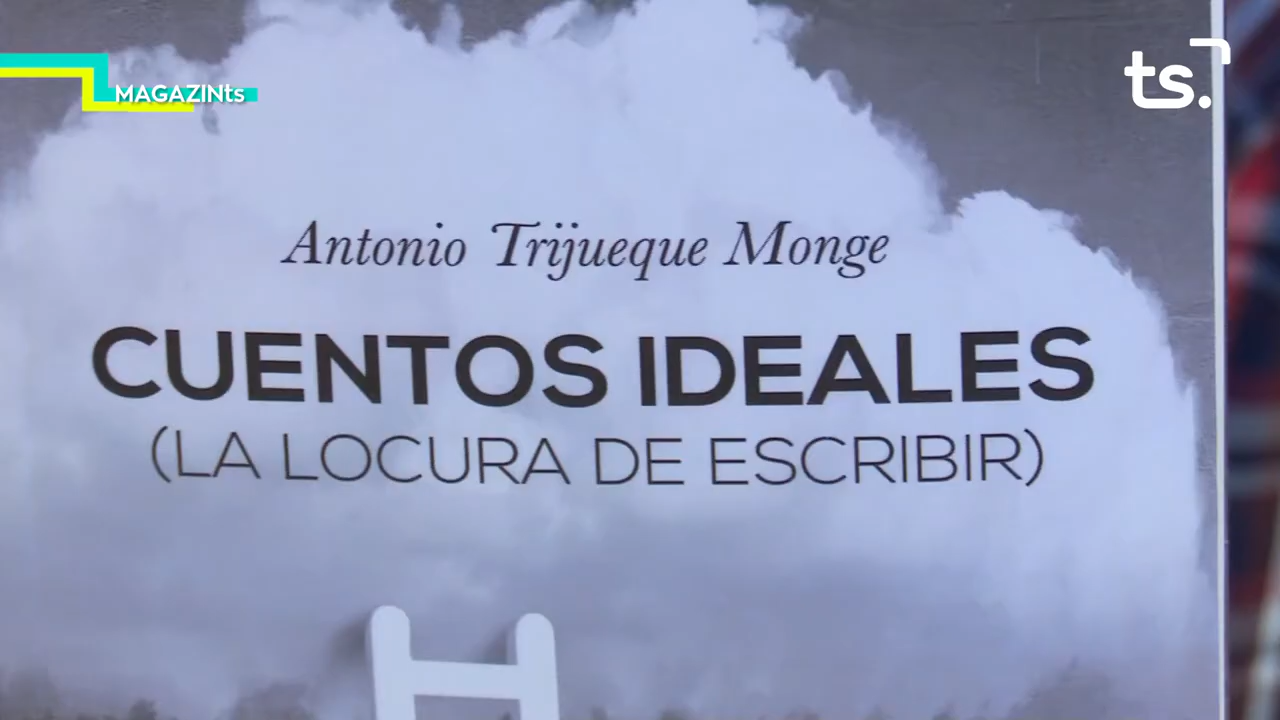 MAGAZINts
ts.
Antonio Trijueque Monge
CUENTOS IDEALES
(LA LOCURA DE ESCRIBIR)